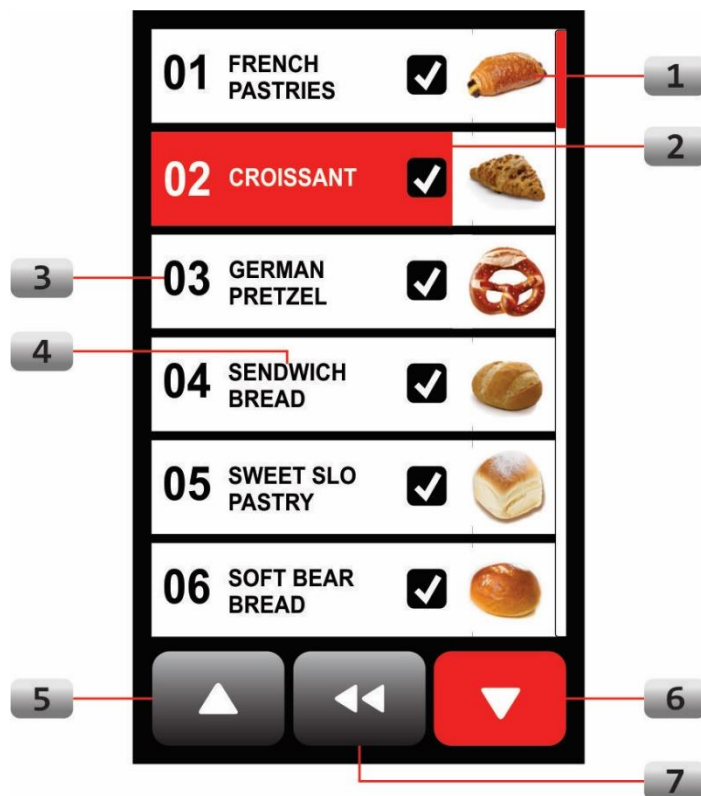 01 FRENCH
PASTRIES
1
2
02 CROISSANT
3
03 GERMAN
PRETZEL
4
04 SENDWICH
BREAD
05 SWEET SLO
PASTRY
06 SOFT BEAR
BREAD
5
6
7